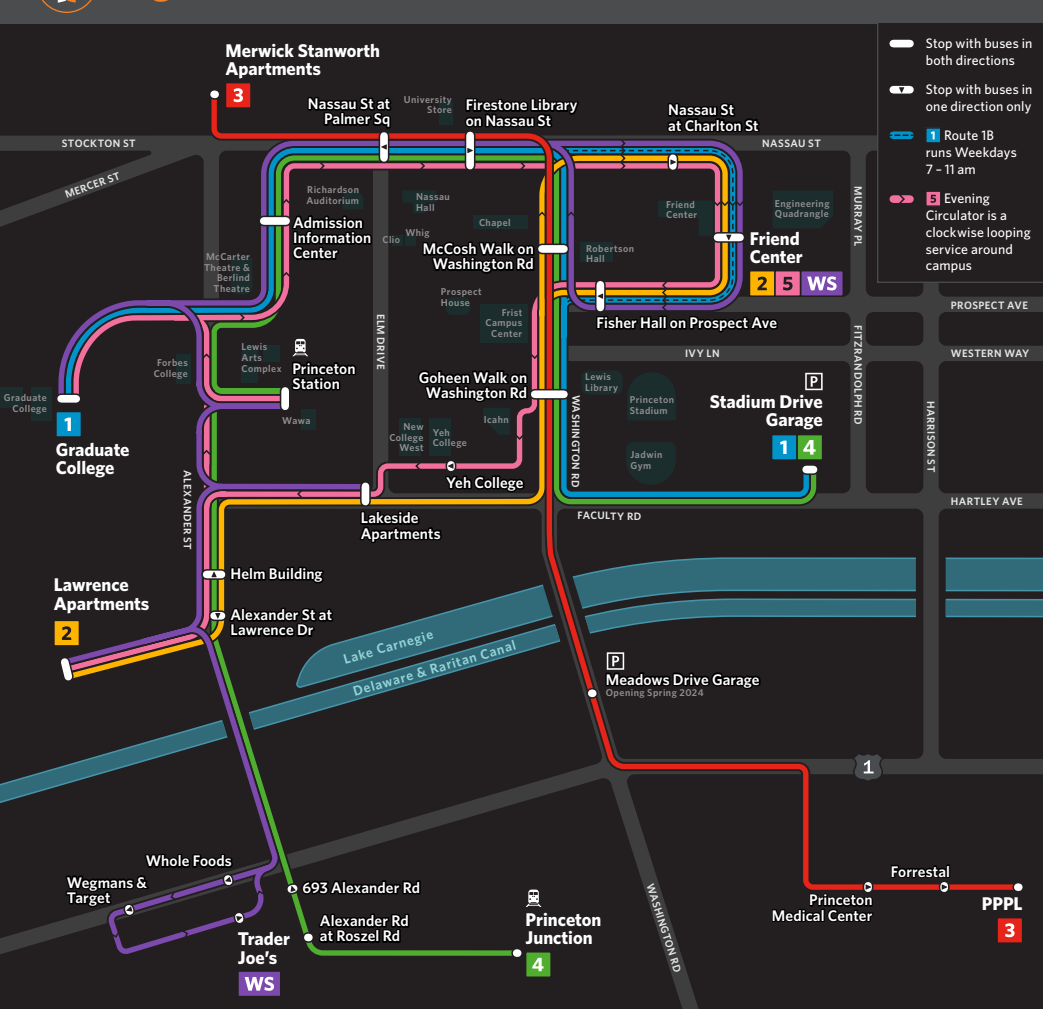 Merwick Stanworth
Apartments
3
Nassau St at
Palmer Sq
University
Store
Firestone Library
on Nassau St
Nassau St
at Charlton St
Stop with buses in
both directions
Stop with buses in
one direction only
1 Route 1B
runs Weekdays
7 – 11 am
5 Evening
Circulator is a
clockwise looping
service around
campus
STOCKTON ST
NASSAU ST
MERCER ST
MURRAY PL
Richardson
Auditorium
Nassau
Hall
Chapel
Friend
Center
Engineering
Quadrangle
Admission
Information
Center
Clio
Whig
McCosh Walk on
Washington Rd
Robertson
Hall
Friend
Center
2 5 WS
McCarter
Theatre &
Berlind
Theatre
Prospect
House
Frist
Campus
Center
Fisher Hall on Prospect Ave
PROSPECT AVE
ELM DRIVE
FITZRANDOLPH RD
IVY LN
WESTERN WAY
Forbes
College
Lewis
Arts
Complex
Princeton
Station
Goheen Walk on
Washington Rd
Lewis
Library
Princeton
Stadium
P
Stadium Drive
Garage
1 4
Graduate
College
1
Graduate
College
Wawa
Icahn
New
College
West
Yeh
College
WASHINGTON RD
HARRISON ST
Jadwin
Gym
Yeh College
ALEXANDER ST
Lakeside
Apartments
FACULTY RD
HARTLEY AVE
Helm Building
Lawrence
Apartments
2
Alexander St at
Lawrence Dr
Lake Carnegie
Delaware & Raritan Canal
P
Meadows Drive Garage
Opening Spring 2024
1
Whole Foods
Wegmans &
Target
693 Alexander Rd
Forrestal
Princeton
Medical Center
PPPL
3
WASHINGTON RD
Trader
Joe's
WS
Alexander Rd
at Roszel Rd
Princeton
Junction
4